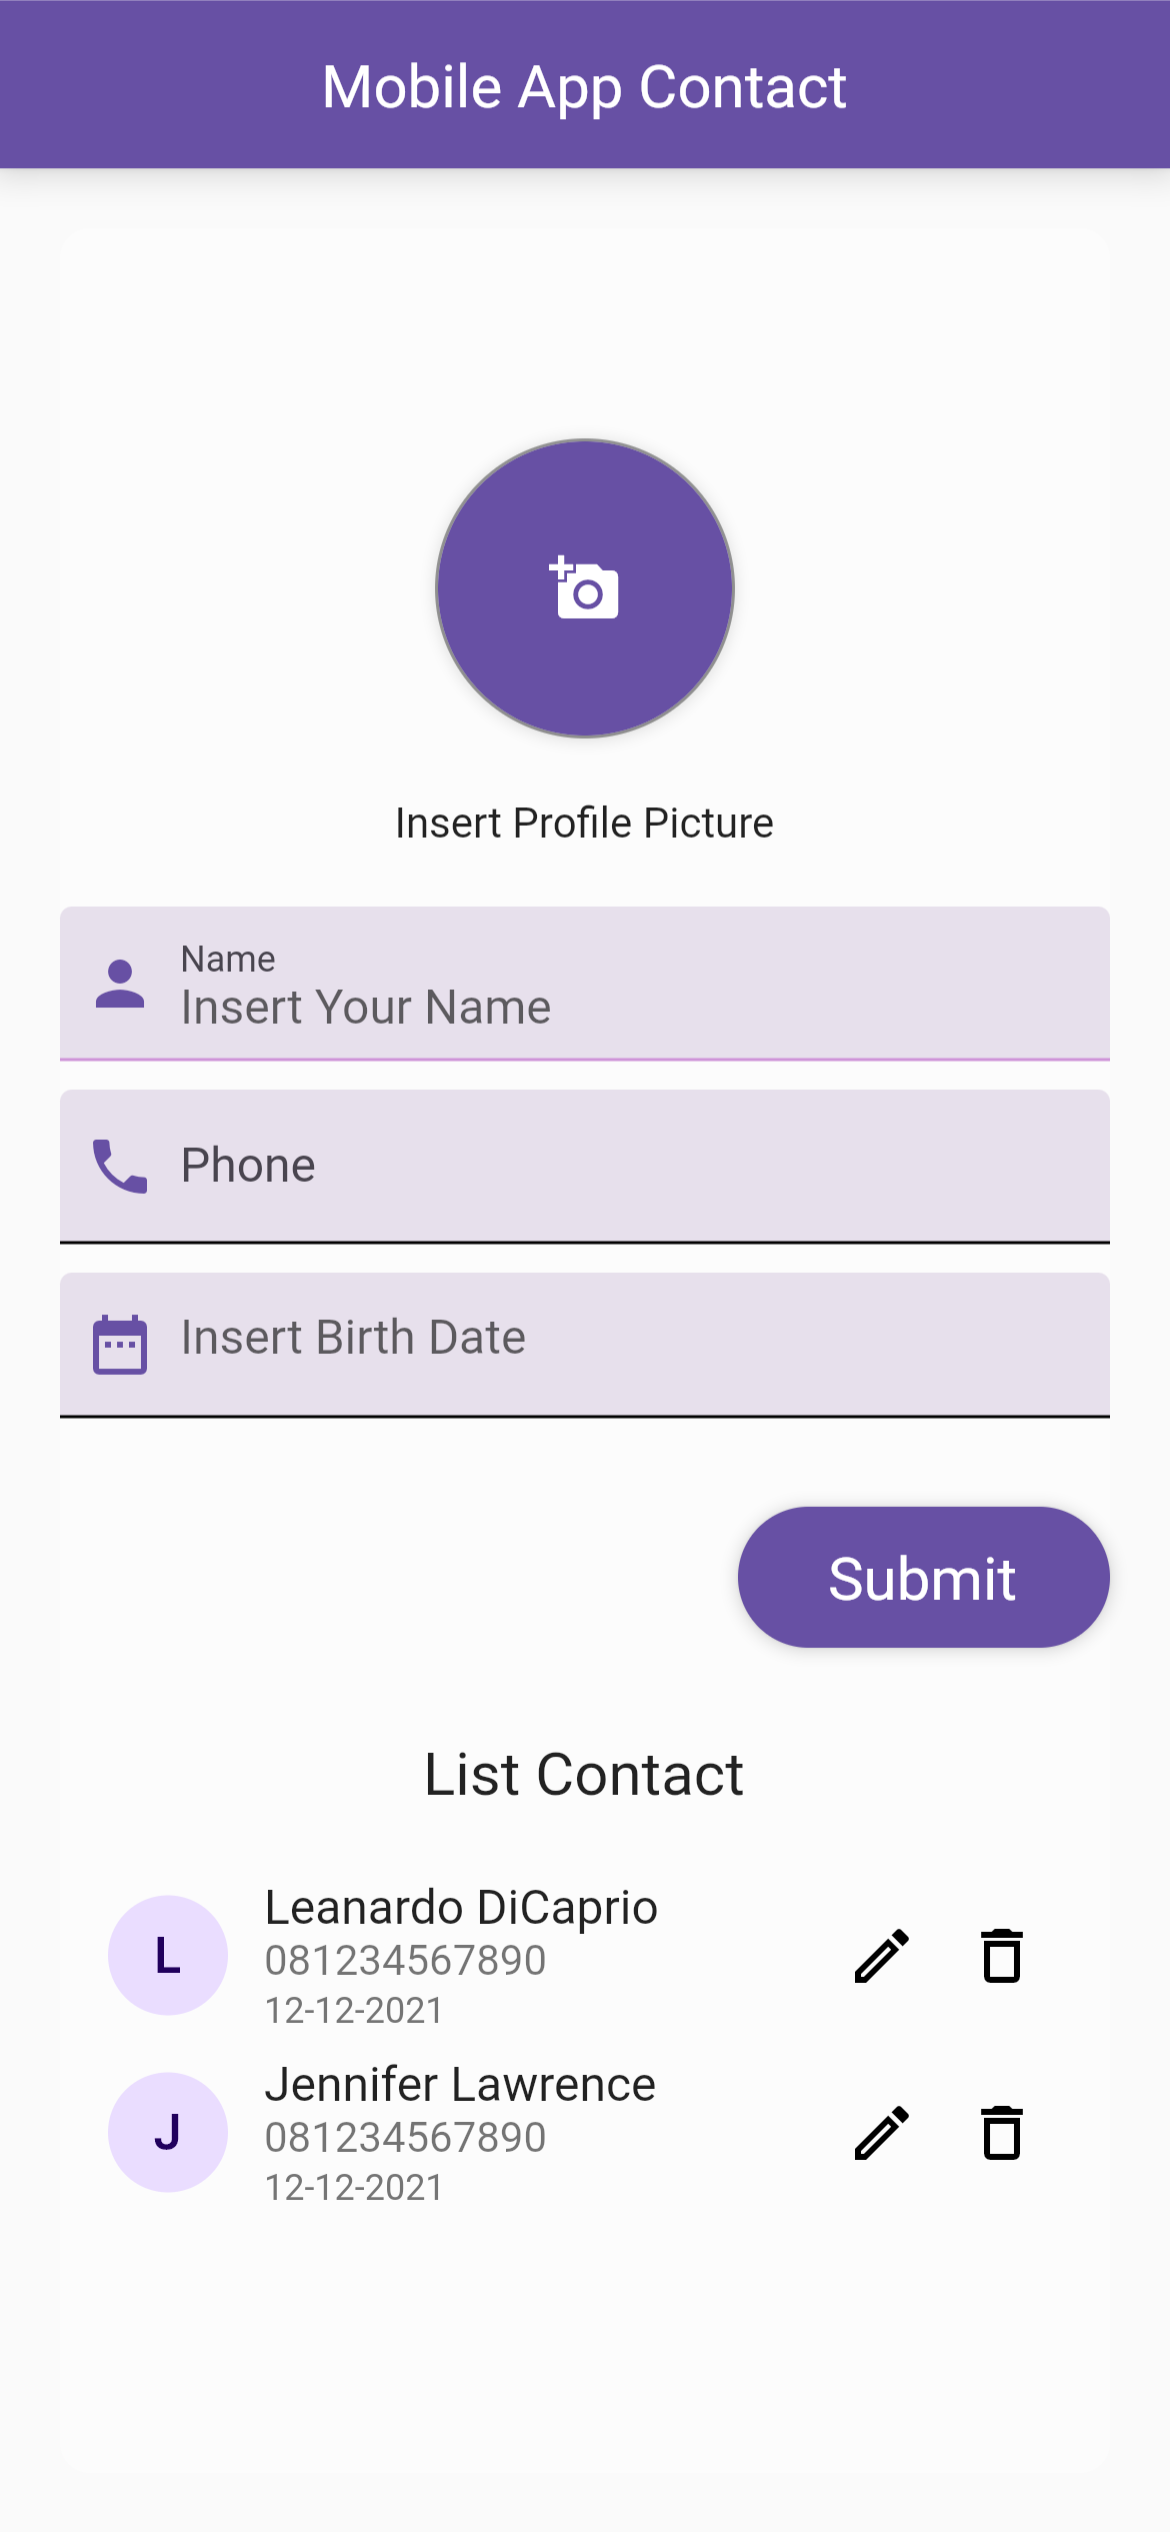 Mobile App Contact
Insert Profile Picture
Name
Insert Your Name
Phone
Insert Birth Date
Submit
List Contact
L
Leanardo DiCaprio
081234567890
12-12-2021
J
Jennifer Lawrence
081234567890
12-12-2021